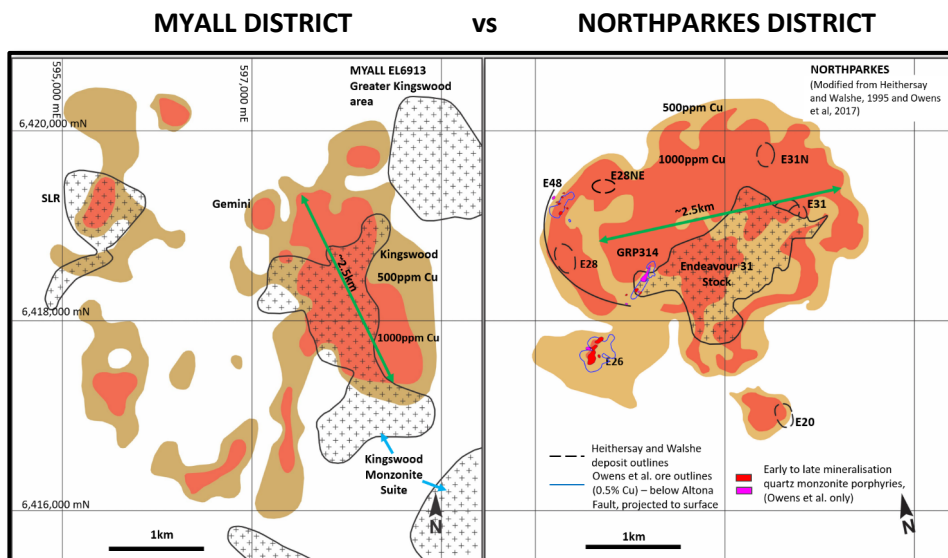 MYALL DISTRICT vs NORTHPARKES DISTRICT
595,000 mE
597,000 mE
MYALL EL6913
Greater Kingswood
area
6,420,000 mN
SLR
Gemini
Kingswood
500ppm Cu
~2.5km
6,418,000 mN
1000ppm Cu
Kingswood
Monzonite
Suite
6,416,000 mN
N
1km
NORTHPARKES
(Modified from Heithersay
and Walshe, 1995 and Owens
et al, 2017)
500ppm Cu
1000ppm Cu
E31N
E28NE
E48
~2.5km
E31
GRP314
E28
Endeavour 31
Stock
E26
E20
Heithersay and Walshe
deposit outlines
Owens et al. ore outlines
(0.5% Cu) – below Altona
Fault, projected to surface
Early to late mineralisation
quartz monzonite porphyries,
(Owens et al. only)
N
1km